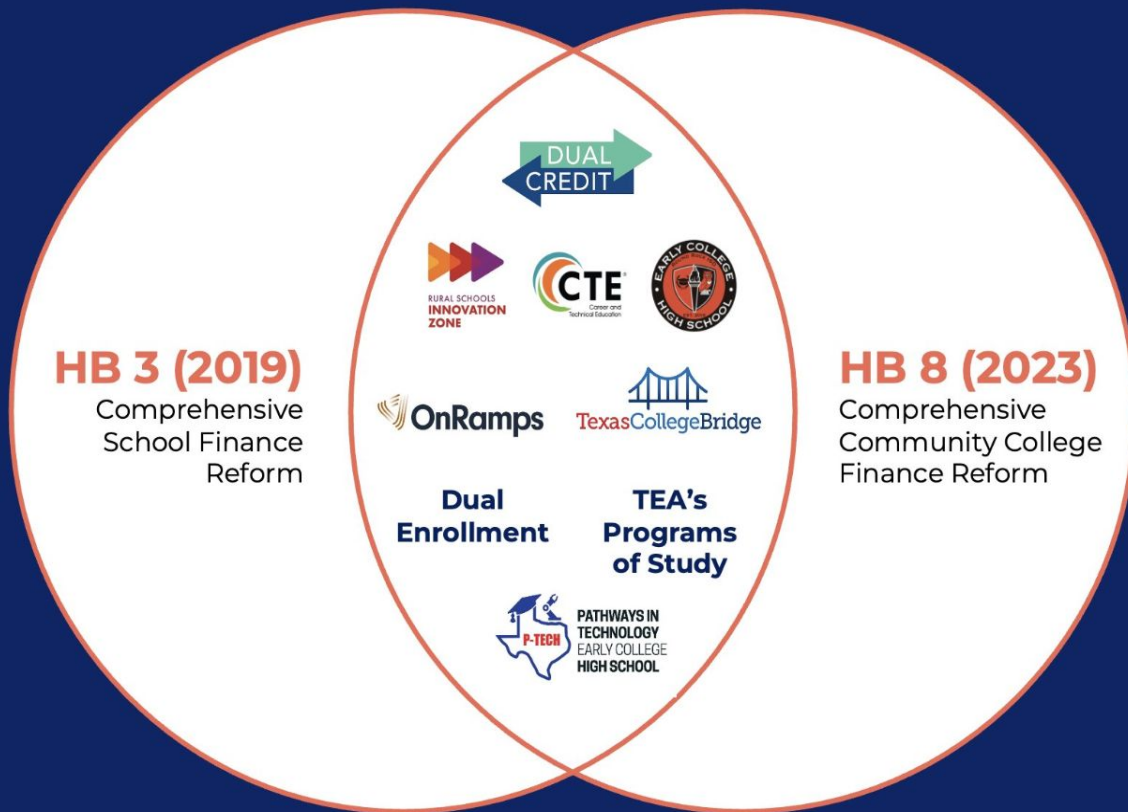 DUAL
CREDIT
RURAL SCHOOLS
INNOVATION
ZONE
CTE
Career and
Technical Education
EARLY COLLEGE
HIGH SCHOOL
HB 3 (2019)
Comprehensive
School Finance
Reform
OnRamps
TexasCollegeBridge
HB 8 (2023)
Comprehensive
Community College
Finance Reform
Dual
Enrollment
TEA's
Programs
of Study
P-TECH
PATHWAYS IN
TECHNOLOGY
EARLY COLLEGE
HIGH SCHOOL